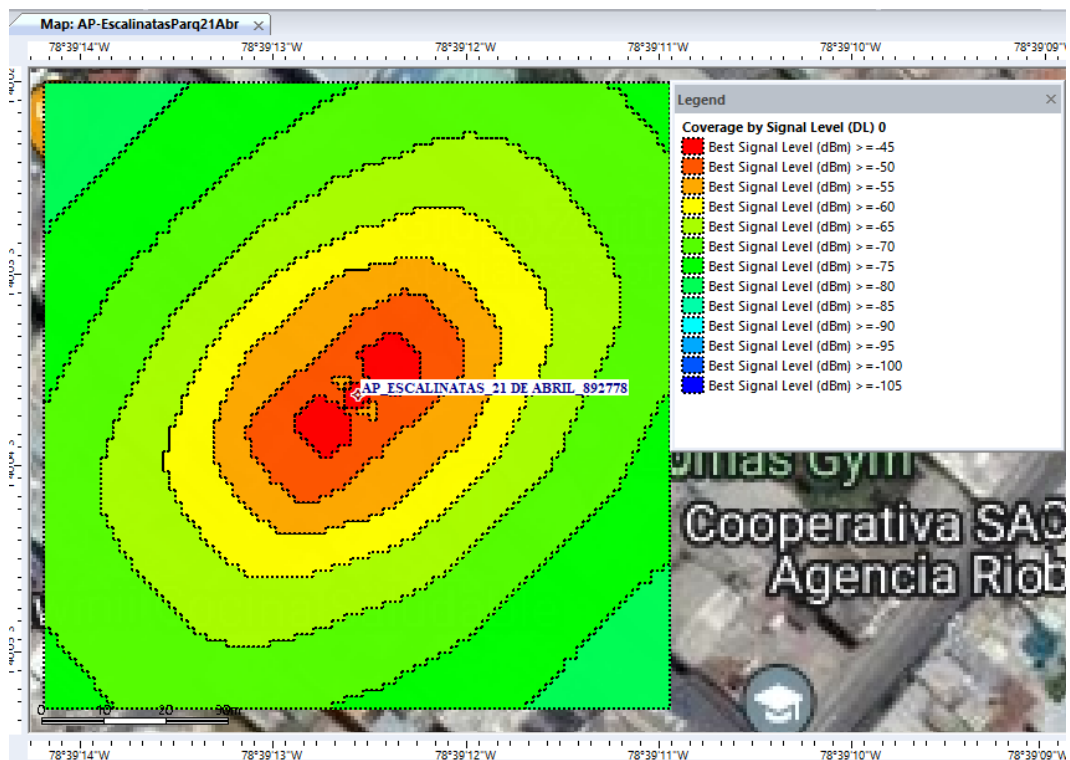 Map: AP-EscalinatasParq21Abr ×
78°39'14"W 78°39'13"W 78°39'12"W 78°39'11"W 78°39'10"W 78°39'09"
Legend ×
Coverage by Signal Level (DL) 0
Best Signal Level (dBm) >=-45
Best Signal Level (dBm) >=-50
Best Signal Level (dBm) >=-55
Best Signal Level (dBm) >=-60
Best Signal Level (dBm) >=-65
Best Signal Level (dBm) >=-70
Best Signal Level (dBm) >=-75
Best Signal Level (dBm) >=-80
Best Signal Level (dBm) >=-85
Best Signal Level (dBm) >=-90
Best Signal Level (dBm) >=-95
Best Signal Level (dBm) >=-100
Best Signal Level (dBm) >=-105
AP_ESCALINATAS_21 DE ABRIL_892778
Gym
Cooperativa SAC
Agencia Riob
0 10 20 30m
78°39'14"W 78°39'13"W 78°39'12"W 78°39'11"W 78°39'10"W 78°39'09"